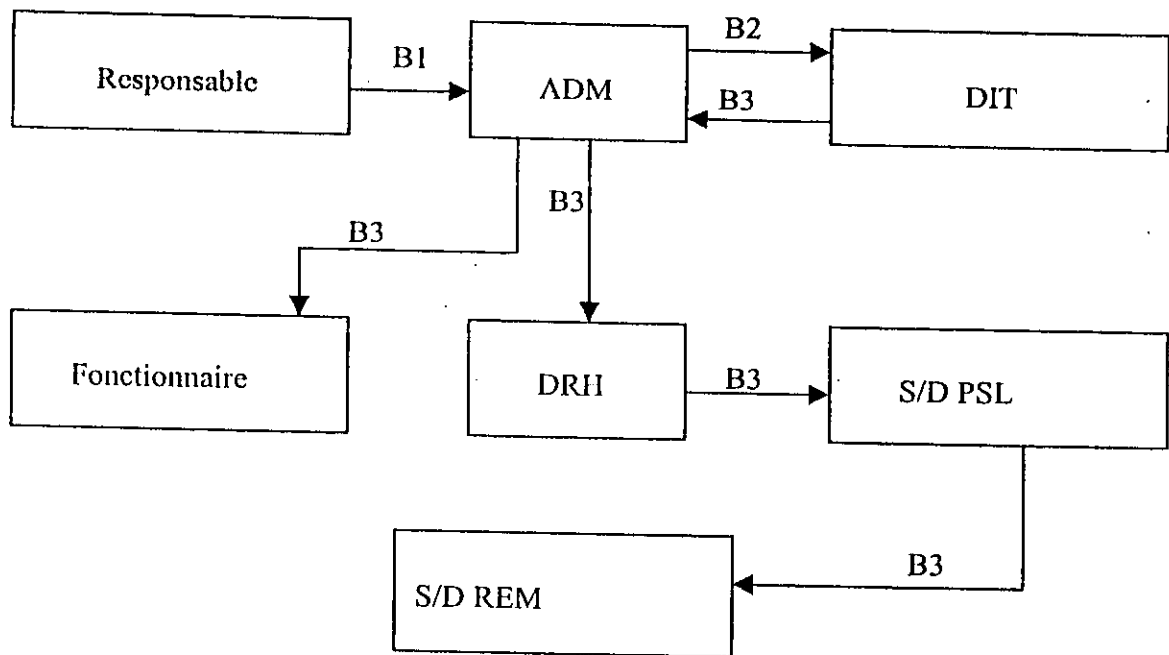 Responsable
B1
ADM
B2
B3
DIT
B3
B3
Fonctionnaire
DRH
B3
S/D PSL
B3
S/D REM